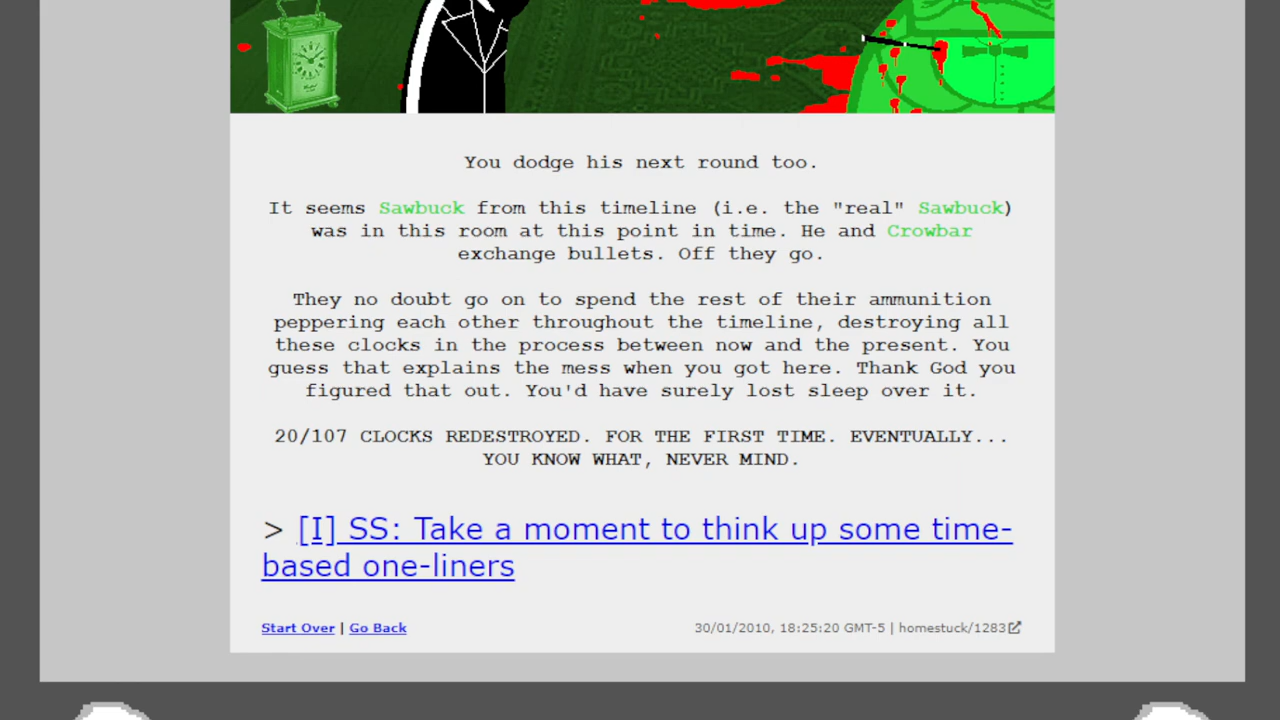 You dodge his next round too.
It seems Sawbuck from this timeline (i.e. the "real" Sawbuck)
was in this room at this point in time. He and Crowbar
exchange bullets. Off they go.
They no doubt go on to spend the rest of their ammunition
peppering each other throughout the timeline, destroying all
these clocks in the process between now and the present. You
guess that explains the mess when you got here. Thank God you
figured that out. You'd have surely lost sleep over it.
20/107 CLOCKS REDESTROYED. FOR THE FIRST TIME. EVENTUALLY...
YOU KNOW WHAT, NEVER MIND.
> [I] SS: Take a moment to think up some time-
based one-liners
Start Over | Go Back
30/01/2010, 18:25:20 GMT-5 | homestuck/1283